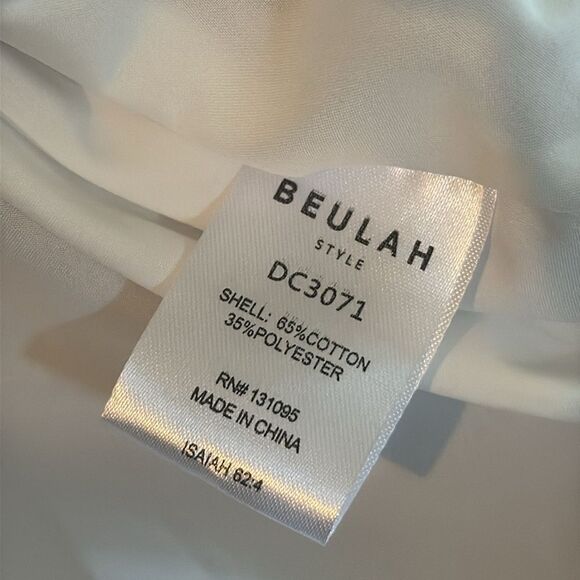 BEULAH
STYLE
DC3071
SHELL: 65%COTTON
35%POLYESTER
RN# 131095
MADE IN CHINA
ISAIAH 62:4